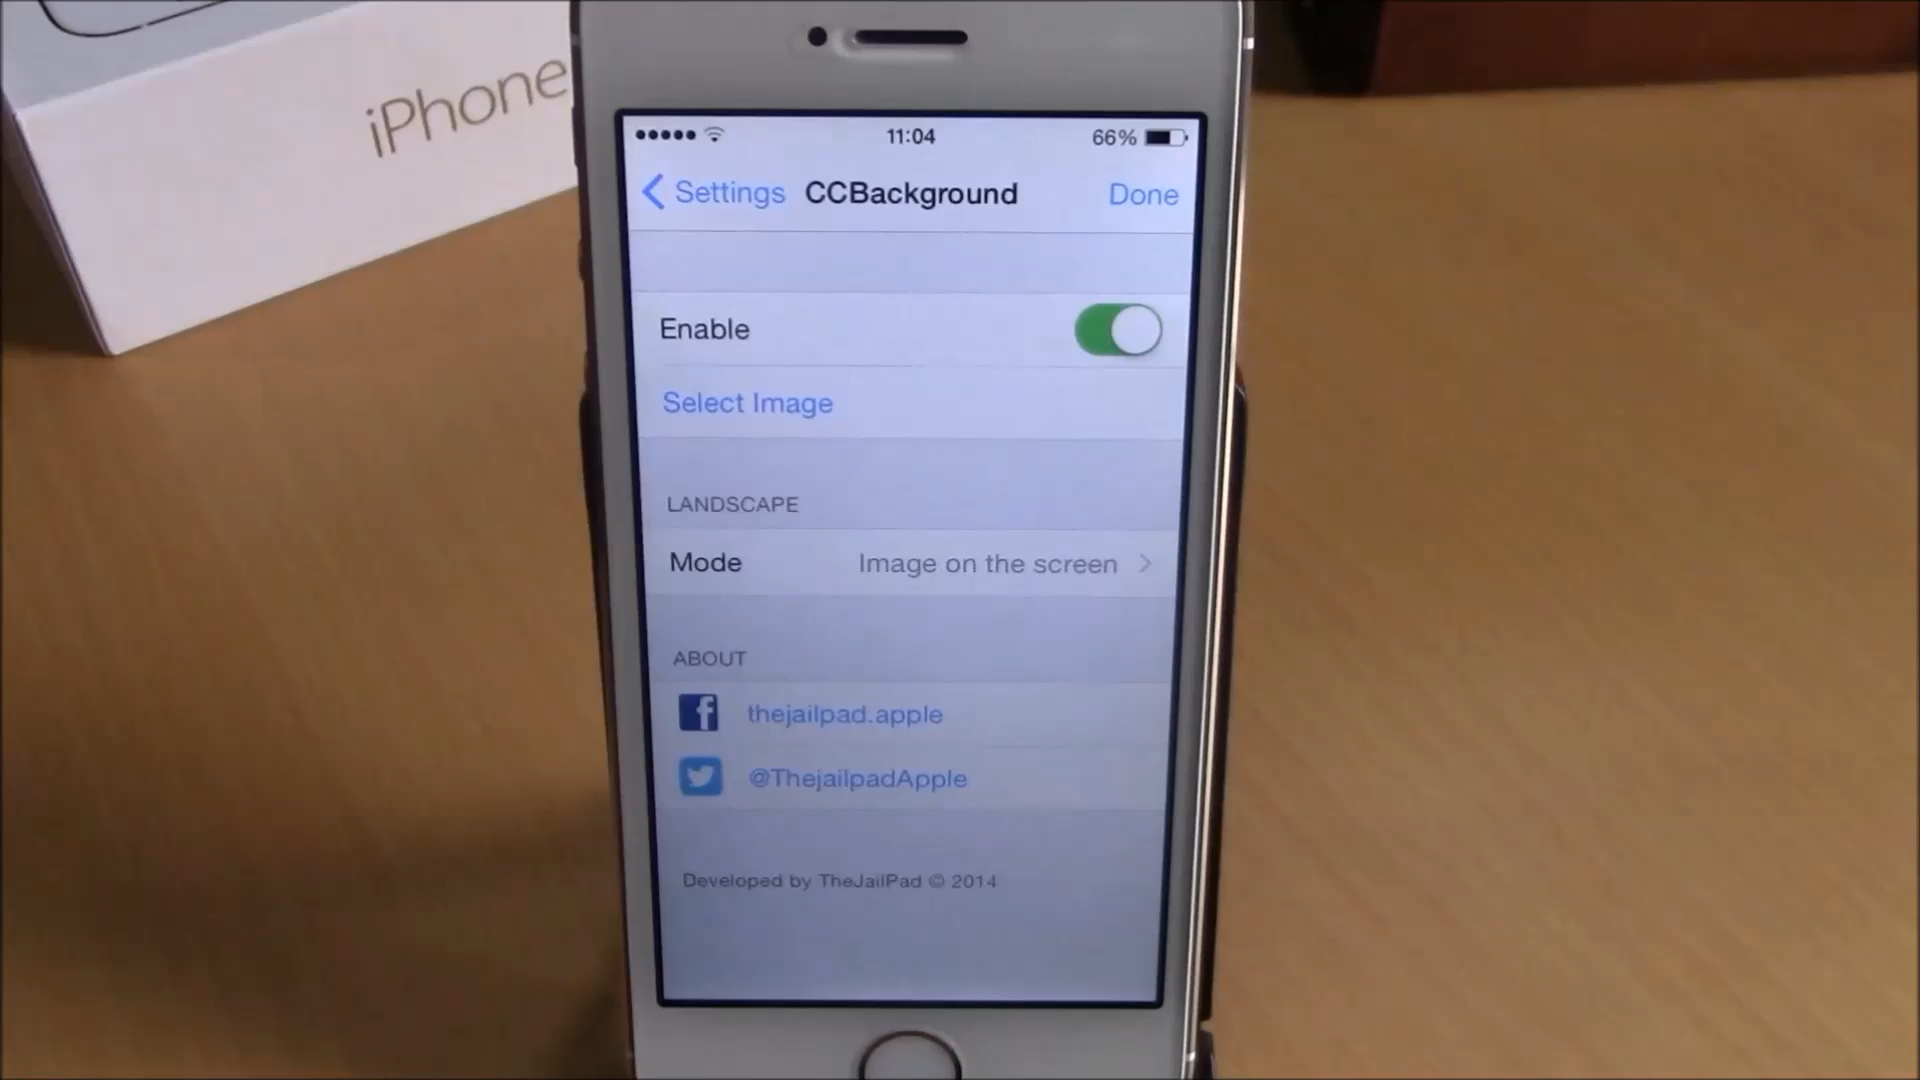 iPhone
11:04
66%
Settings CCBackground Done
Enable
Select Image
LANDSCAPE
Mode Image on the screen
ABOUT
thejailpad.apple
@ThejailpadApple
Developed by TheJailPad © 2014